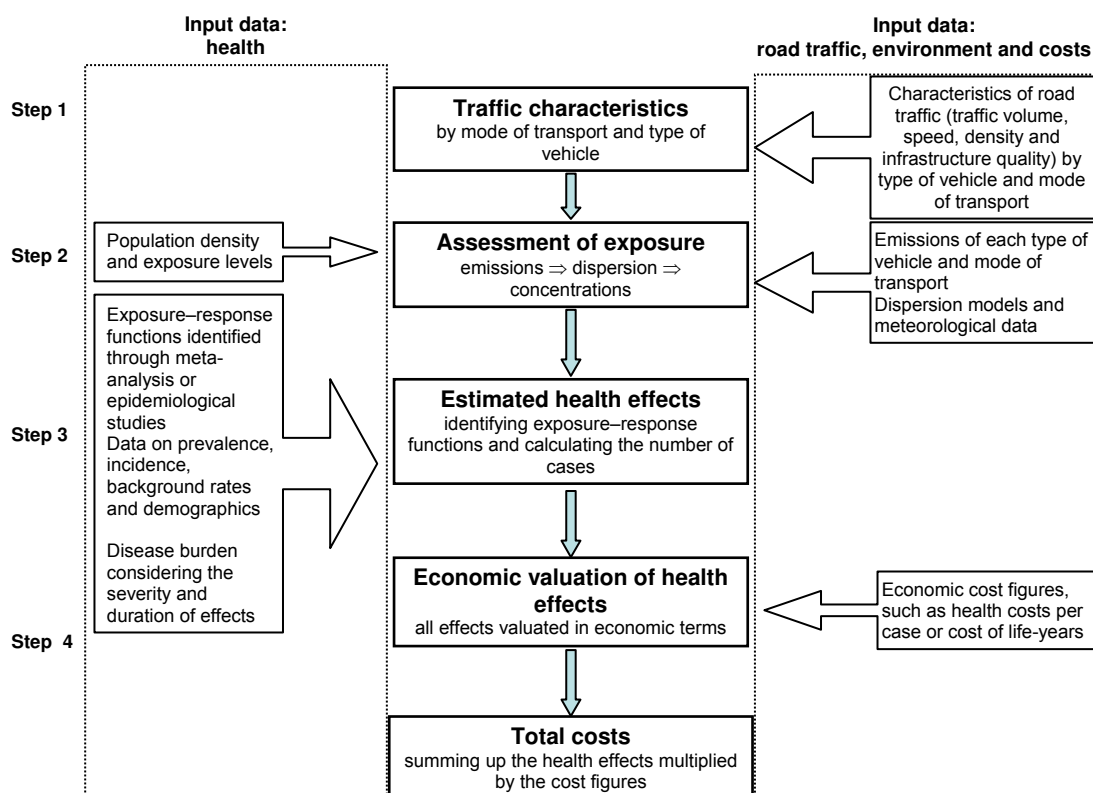 Input data:
health
Input data:
road traffic, environment and costs
Step 1
Traffic characteristics
by mode of transport and type of
vehicle
Characteristics of road
traffic (traffic volume,
speed, density and
infrastructure quality) by
type of vehicle and mode
of transport
Step 2
Population density
and exposure levels
Assessment of exposure
emissions ⇒ dispersion ⇒
concentrations
Emissions of each type of
vehicle and mode of
transport
Dispersion models and
meteorological data
Step 3
Exposure–response
functions identified
through meta-
analysis or
epidemiological
studies
Data on prevalence,
incidence,
background rates
and demographics
Disease burden
considering the
severity and
duration of effects
Estimated health effects
identifying exposure–response
functions and calculating the number of
cases
Step 4
Economic valuation of health
effects
all effects valuated in economic terms
Economic cost figures,
such as health costs per
case or cost of life-years
Total costs
summing up the health effects multiplied
by the cost figures